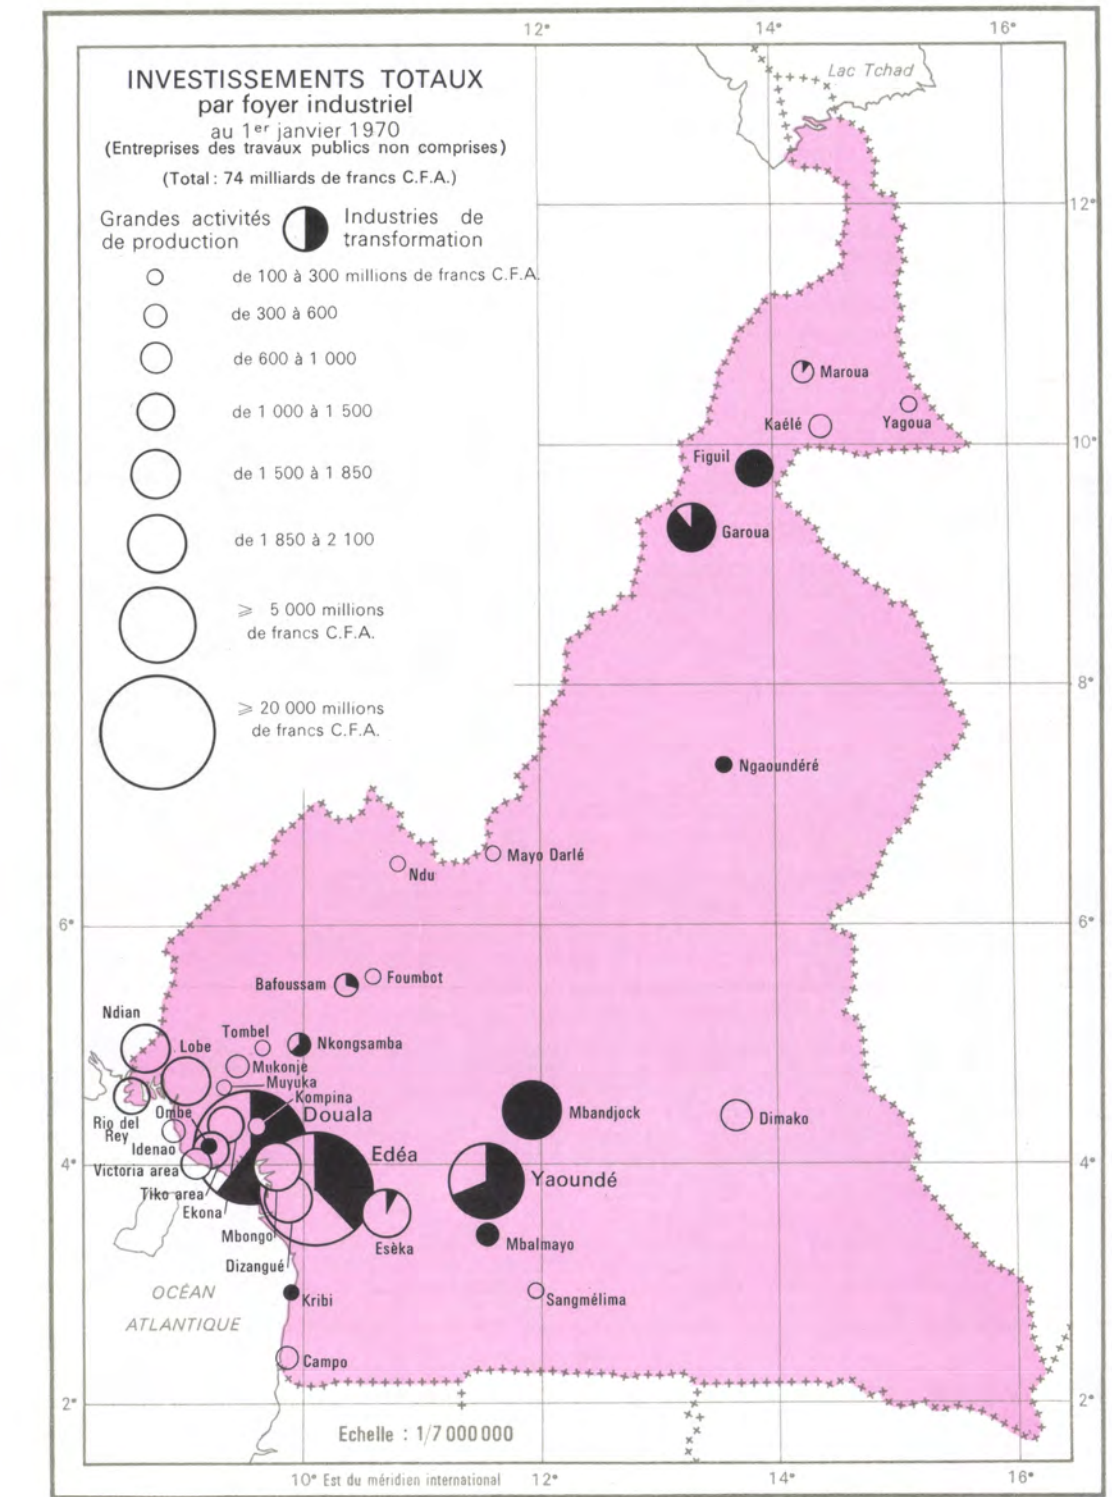 12°
14°
16°
INVESTISSEMENTS TOTAUX
par foyer industriel
au 1er janvier 1970
(Entreprises des travaux publics non comprises)
(Total : 74 milliards de francs C.F.A.)
Grandes activités
de production
Industries de
transformation
de 100 à 300 millions de francs C.F.A.
de 300 à 600
de 600 à 1 000
de 1 000 à 1 500
de 1 500 à 1 850
de 1 850 à 2 100
⩾ 5 000 millions
de francs C.F.A.
⩾ 20 000 millions
de francs C.F.A.
Lac Tchad
12°
Maroua
Kaélé
Yagoua
10°
Figuil
Garoua
8°
Ngaoundéré
Mayo Darlé
Ndu
6°
6°
Bafoussam
Foumbot
Ndian
Tombel
Nkongsamba
Lobe
Mukonje
Muyuka
Kompina
Ombe
Douala
Mbandjock
Dimako
Rio del
Rey
Idenao
Edéa
4°
Victoria area
Yaoundé
4°
Tiko area
Ekona
Mbongo
Esèka
Mbalmayo
Dizangué
OCÉAN
ATLANTIQUE
Kribi
Sangmélima
Campo
2°
2°
Echelle : 1/7 000 000
10° Est du méridien international
12°
14°
16°